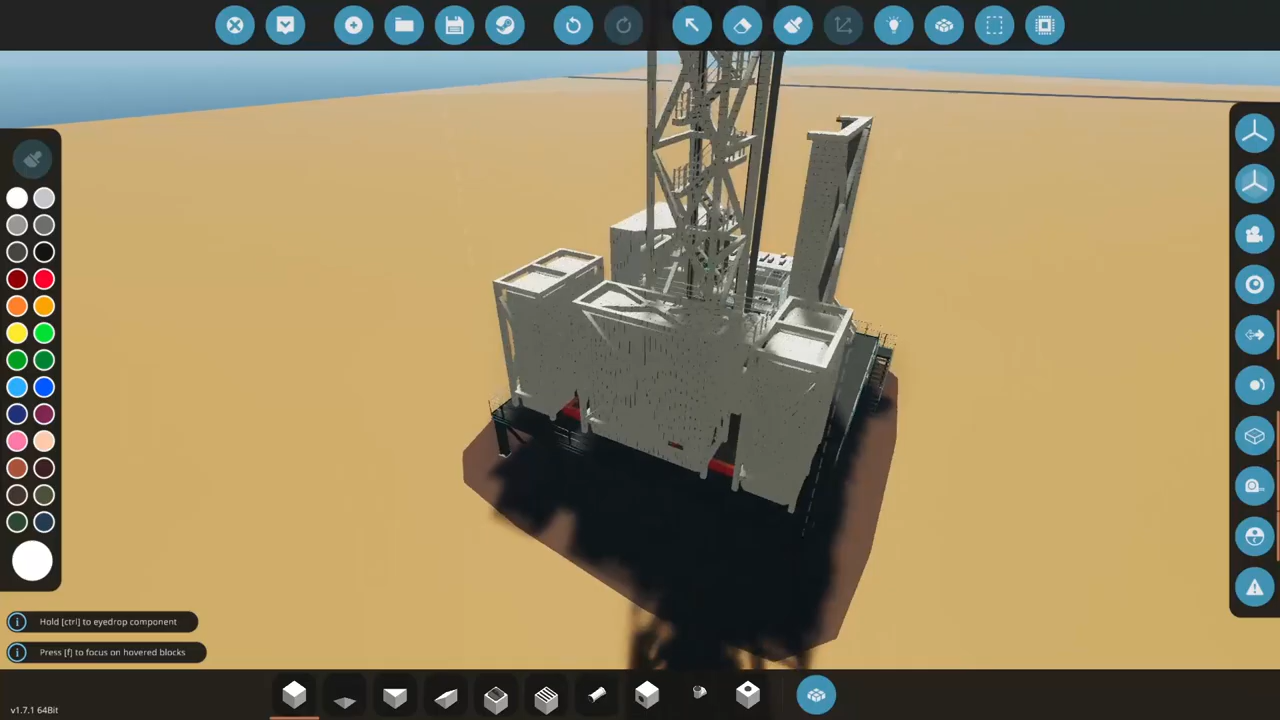 Hold [ctrl] to eyedrop component
Press [f] to focus on hovered blocks
v1.7.1 64Bit